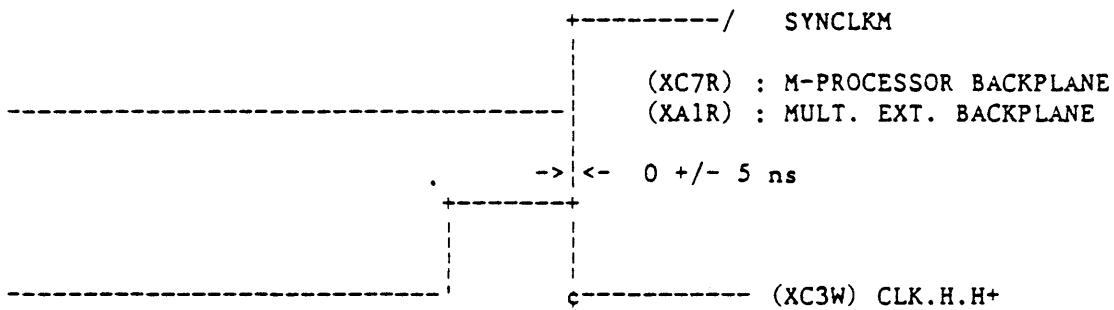 SYNCLKM
(XC7R) : M-PROCESSOR BACKPLANE
(XA1R) : MULT. EXT. BACKPLANE
-> <- 0 +/- 5 ns
(XC3W) CLK.H.H+